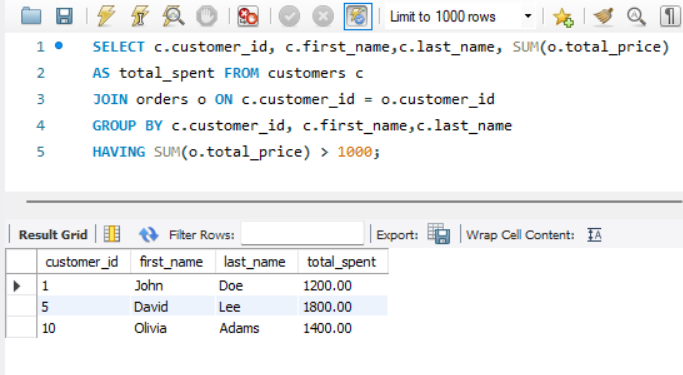 Limit to 1000 rows
1 SELECT c.customer_id, c.first_name,c.last_name, SUM(o.total_price)
2 AS total_spent FROM customers c
3 JOIN orders o ON c.customer_id = o.customer_id
4 GROUP BY c.customer_id, c.first_name,c.last_name
5 HAVING SUM(o.total_price) > 1000;
Result Grid Filter Rows: Export: Wrap Cell Content:
customer_id first_name last_name total_spent
1 John Doe 1200.00
5 David Lee 1800.00
10 Olivia Adams 1400.00